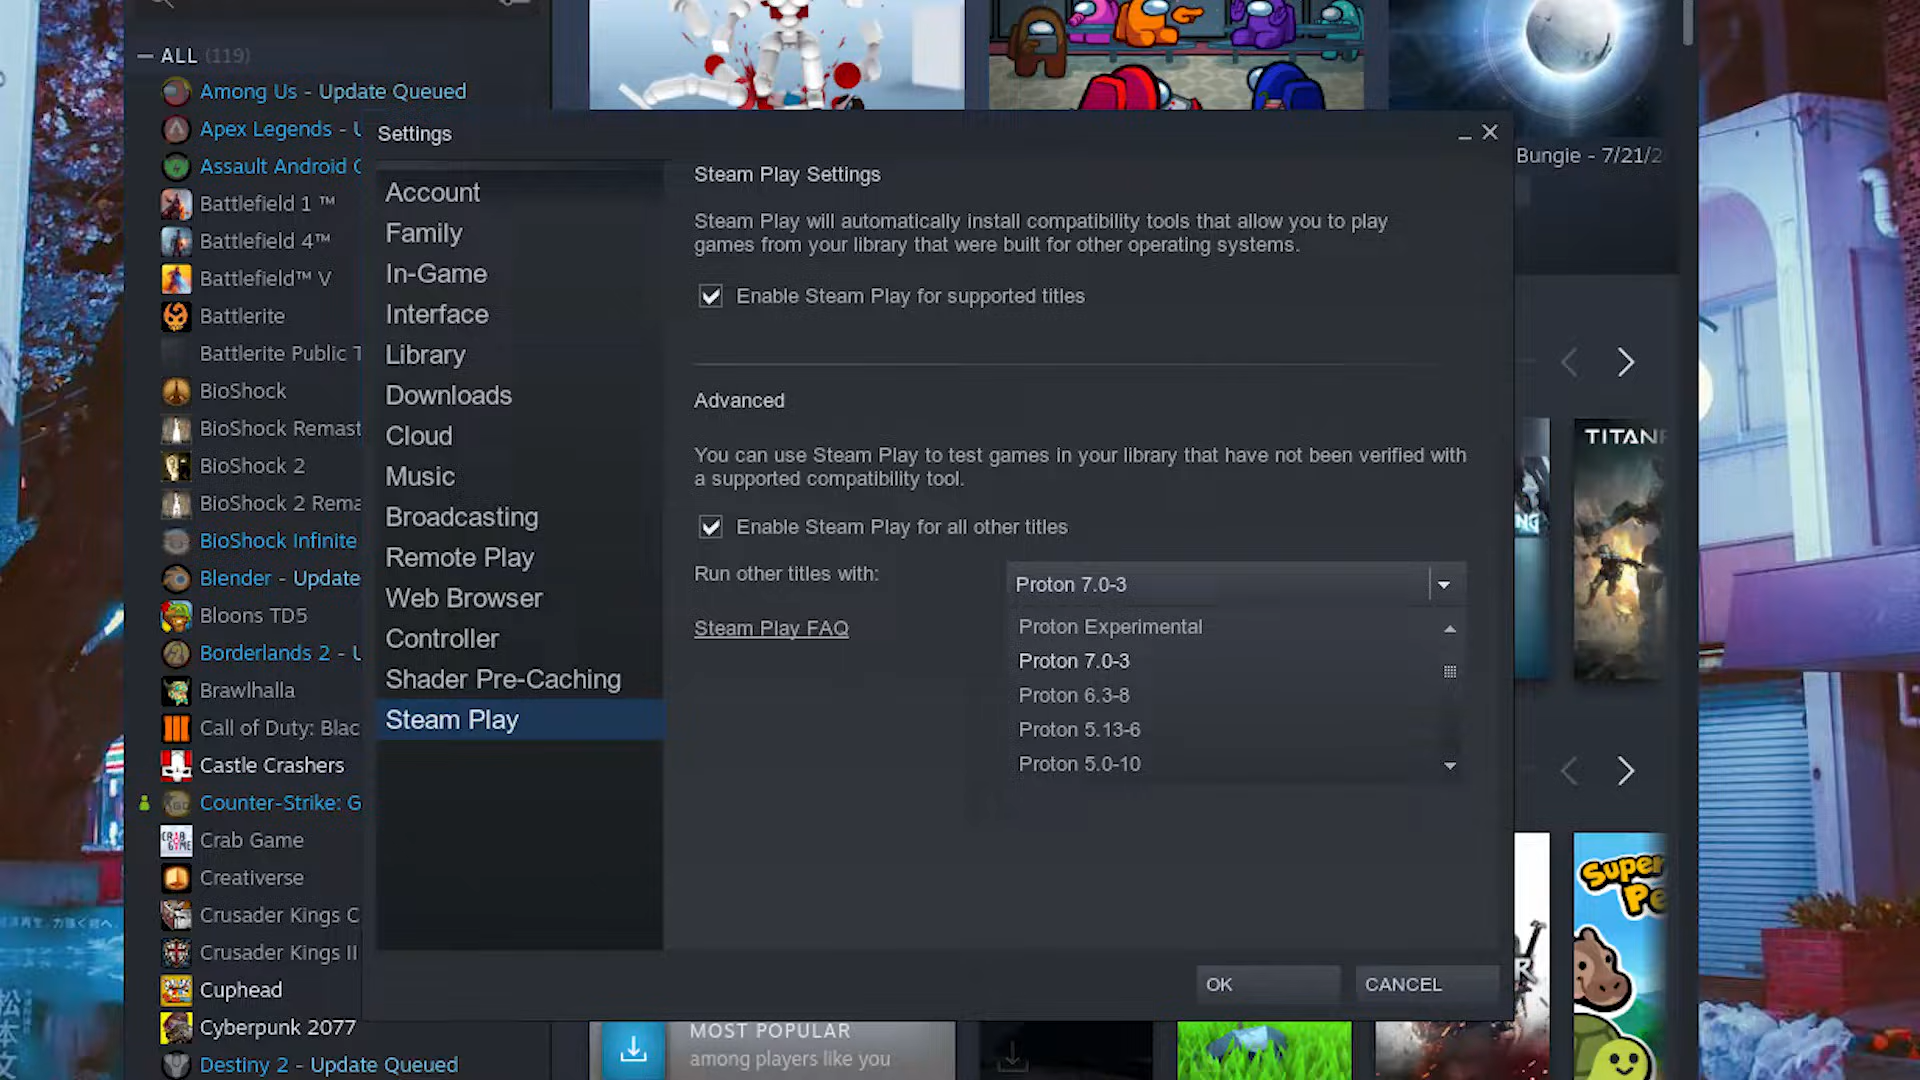 ALL (119)
Among Us - Update Queued
Apex Legends - U
Assault Android C
Battlefield 1 ™
Battlefield 4™
Battlefield™ V
Battlerite
Battlerite Public T
BioShock
BioShock Remast
BioShock 2
BioShock 2 Rema
BioShock Infinite
Blender - Update
Bloons TD5
Borderlands 2 - U
Brawlhalla
Call of Duty: Blac
Castle Crashers
Counter-Strike: G
Crab Game
Creativerse
Crusader Kings C
Crusader Kings II
Cuphead
Cyberpunk 2077
Destiny 2 - Update Queued
Settings
Account
Family
In-Game
Interface
Library
Downloads
Cloud
Music
Broadcasting
Remote Play
Web Browser
Controller
Shader Pre-Caching
Steam Play
Steam Play Settings
Steam Play will automatically install compatibility tools that allow you to play
games from your library that were built for other operating systems.
Enable Steam Play for supported titles
Advanced
You can use Steam Play to test games in your library that have not been verified with
a supported compatibility tool.
Enable Steam Play for all other titles
Run other titles with:
Proton 7.0-3
Steam Play FAQ
Proton Experimental
Proton 7.0-3
Proton 6.3-8
Proton 5.13-6
Proton 5.0-10
OK
CANCEL
Bungie - 7/21/2
TITANF
NG
Super
Pe
R
MOST POPULAR
among players like you
松本文